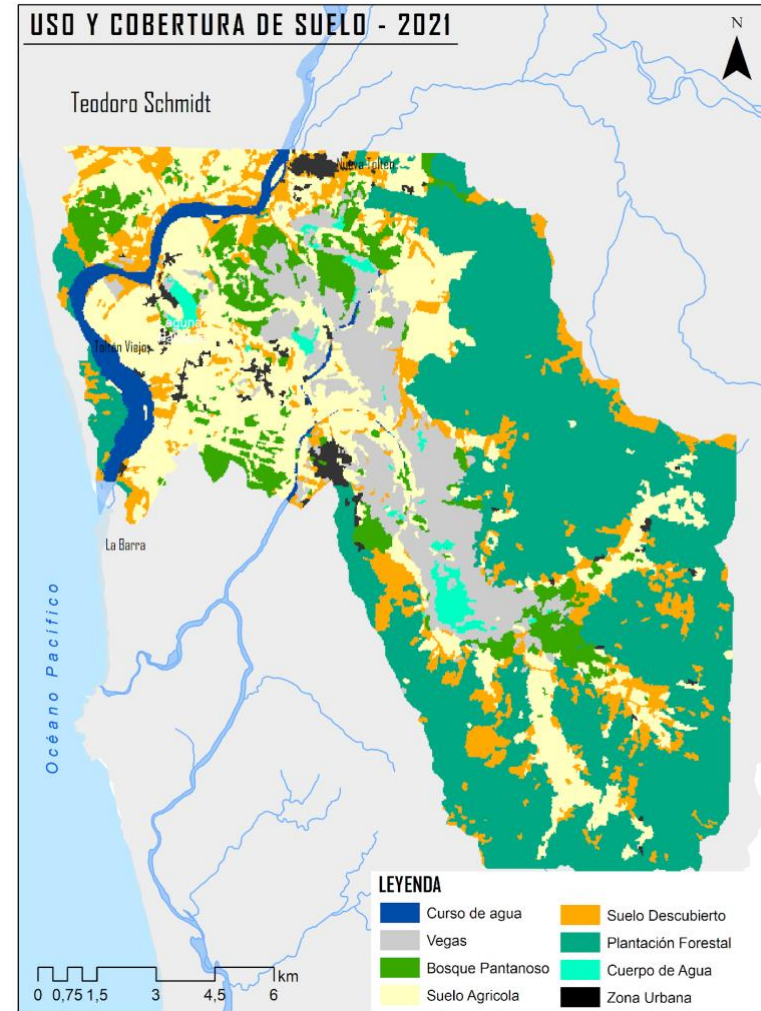 USO Y COBERTURA DE SUELO - 2021
N
Teodoro Schmidt
Nueva Toltén
Laguna
Toltén Viejo
La Barra
Océano Pacífico
LEYENDA
Curso de agua
Vegas
Bosque Pantanoso
Suelo Agricola
Suelo Descubierto
Plantación Forestal
Cuerpo de Agua
Zona Urbana
km
0 0,75 1,5 3 4,5 6